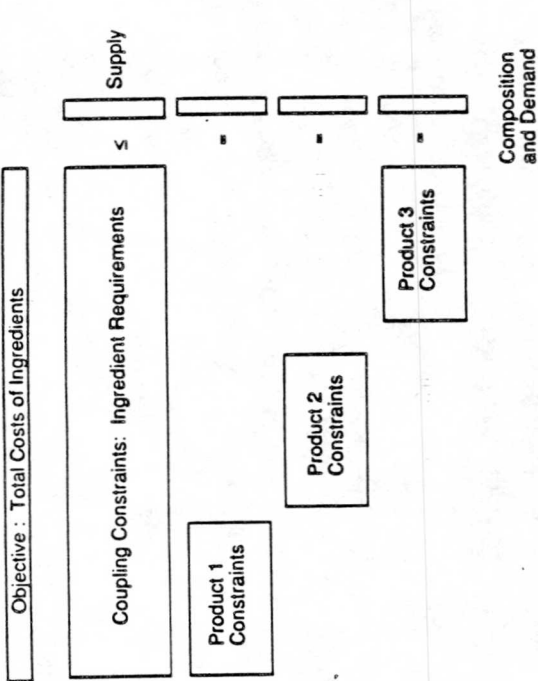 Objective : Total Costs of Ingredients
Coupling Constraints: Ingredient Requirements
≤
Supply
Product 1
Constraints
=
Product 2
Constraints
=
Product 3
Constraints
=
Composition
and Demand